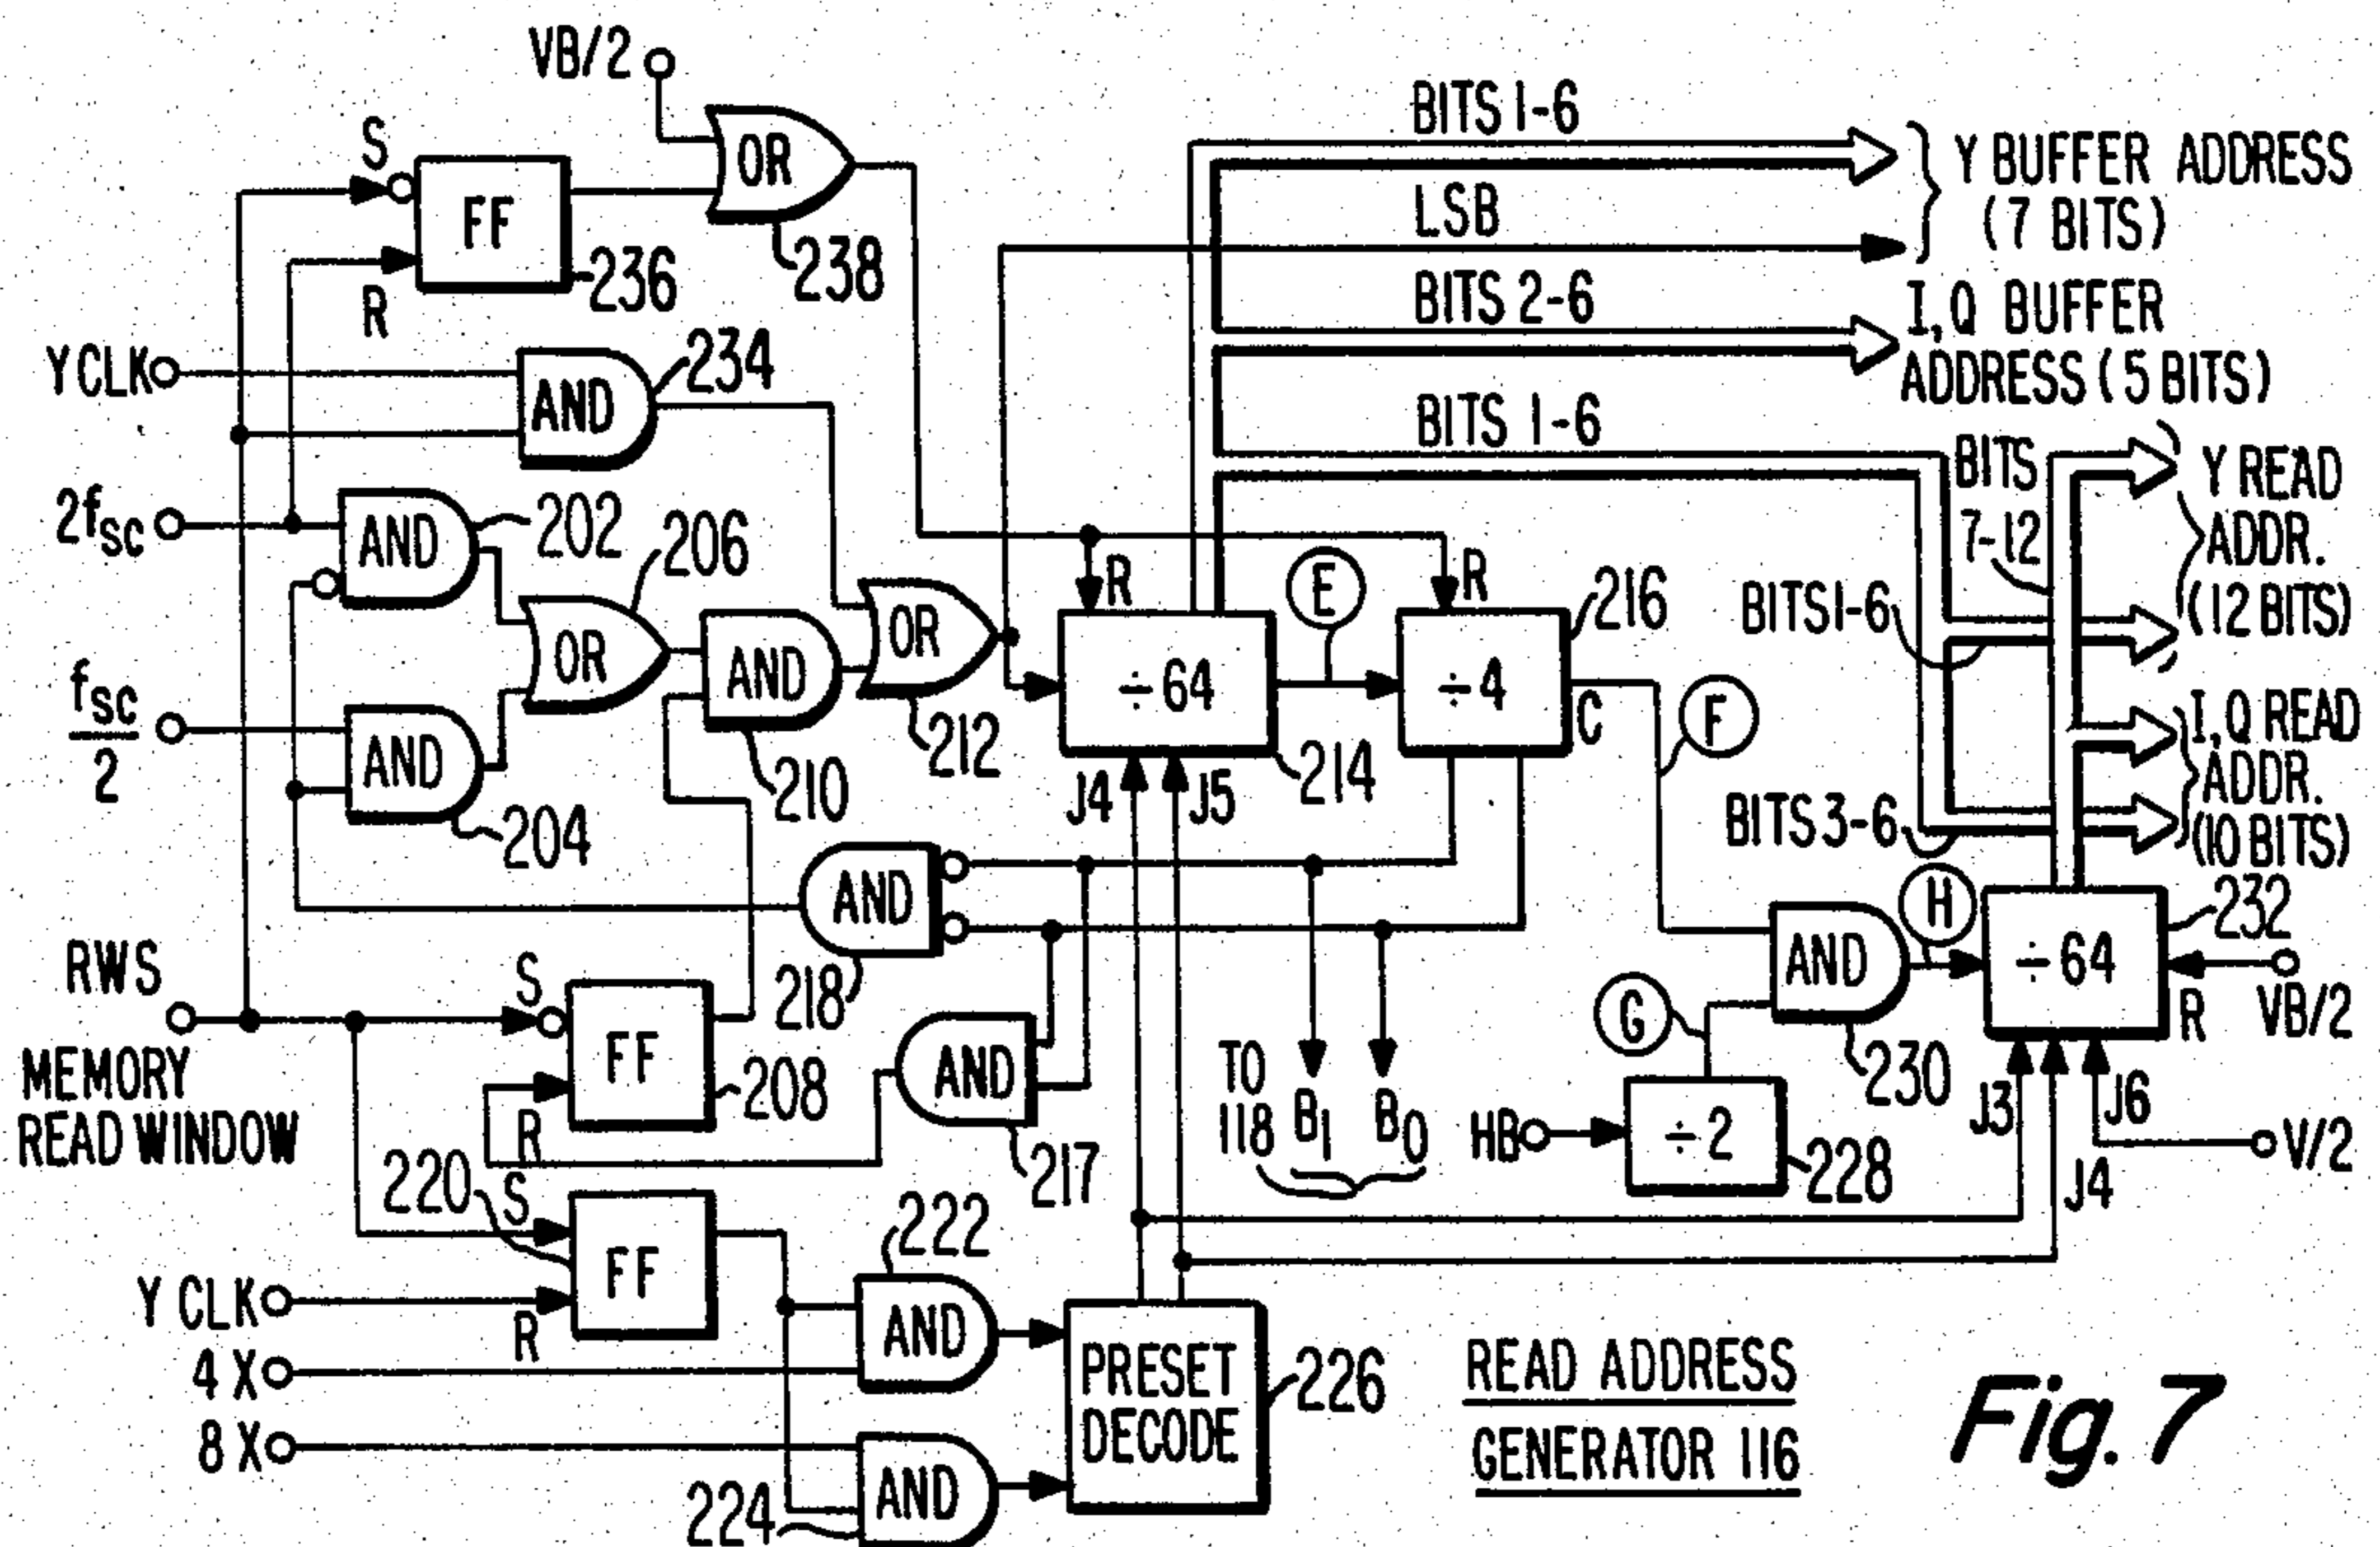 VB/2
S
FF
R
236
OR
238
BITS 1-6
LSB
Y BUFFER ADDRESS
(7 BITS)
BITS 2-6
I,Q BUFFER
ADDRESS (5 BITS)
BITS 1-6
YCLK
AND
234
2fsc
AND
202
206
OR
fsc
2
AND
204
AND
210
OR
212
R
÷64
J4
J5
214
E
R
÷4
C
216
F
BITS
7-12
BITS1-6
Y READ
ADDR.
(12 BITS)
I,Q READ
ADDR.
(10 BITS)
BITS 3-6
H
AND
218
RWS
MEMORY
READ WINDOW
S
FF
R
208
AND
217
TO
118
B1
B0
G
HB
÷2
228
AND
230
÷64
232
R
VB/2
J3
J4
J6
V/2
220
S
FF
R
Y CLK
4 X
8 X
222
AND
224
AND
PRESET
DECODE
226
READ ADDRESS
GENERATOR 116
Fig. 7